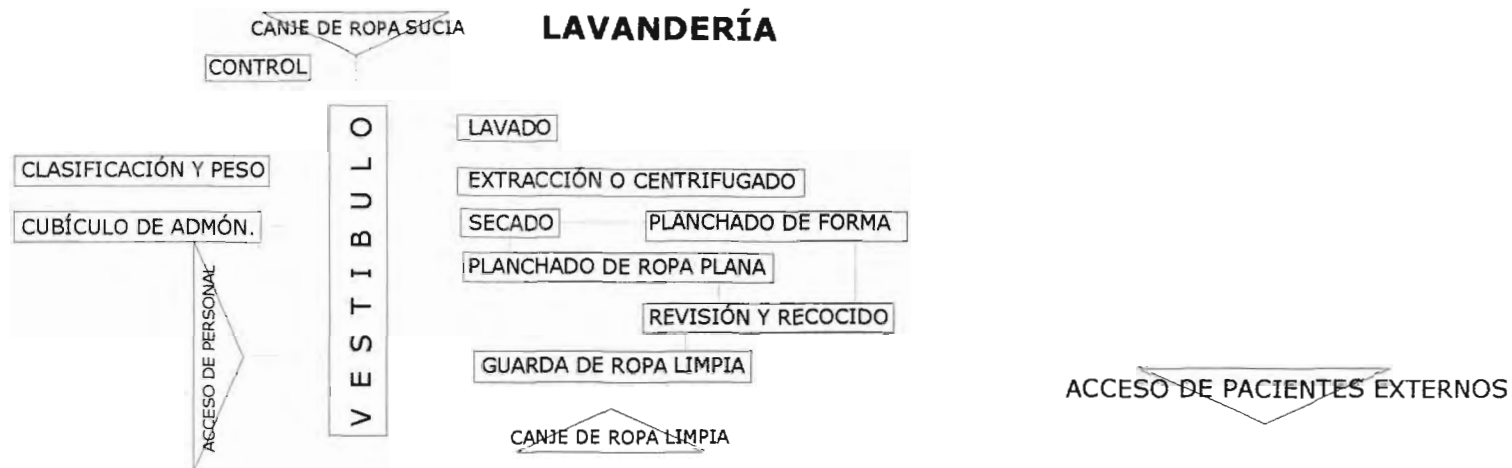 LAVANDERÍA
CANJE DE ROPA SUCIA
CONTROL
VESTIBULO
LAVADO
CLASIFICACIÓN Y PESO
EXTRACCIÓN O CENTRIFUGADO
CUBÍCULO DE ADMÓN.
SECADO
PLANCHADO DE FORMA
PLANCHADO DE ROPA PLANA
ACCESO DE PERSONAL
REVISIÓN Y RECOCIDO
GUARDA DE ROPA LIMPIA
CANJE DE ROPA LIMPIA
ACCESO DE PACIENTES EXTERNOS